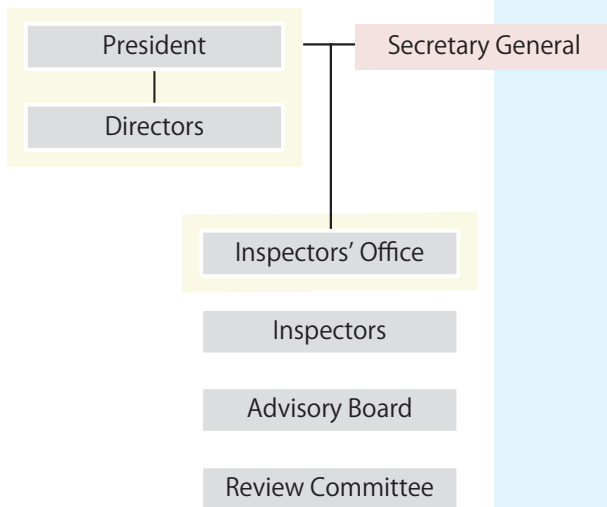 President
Secretary General
Directors
Inspectors’ Office
Inspectors
Advisory Board
Review Committee